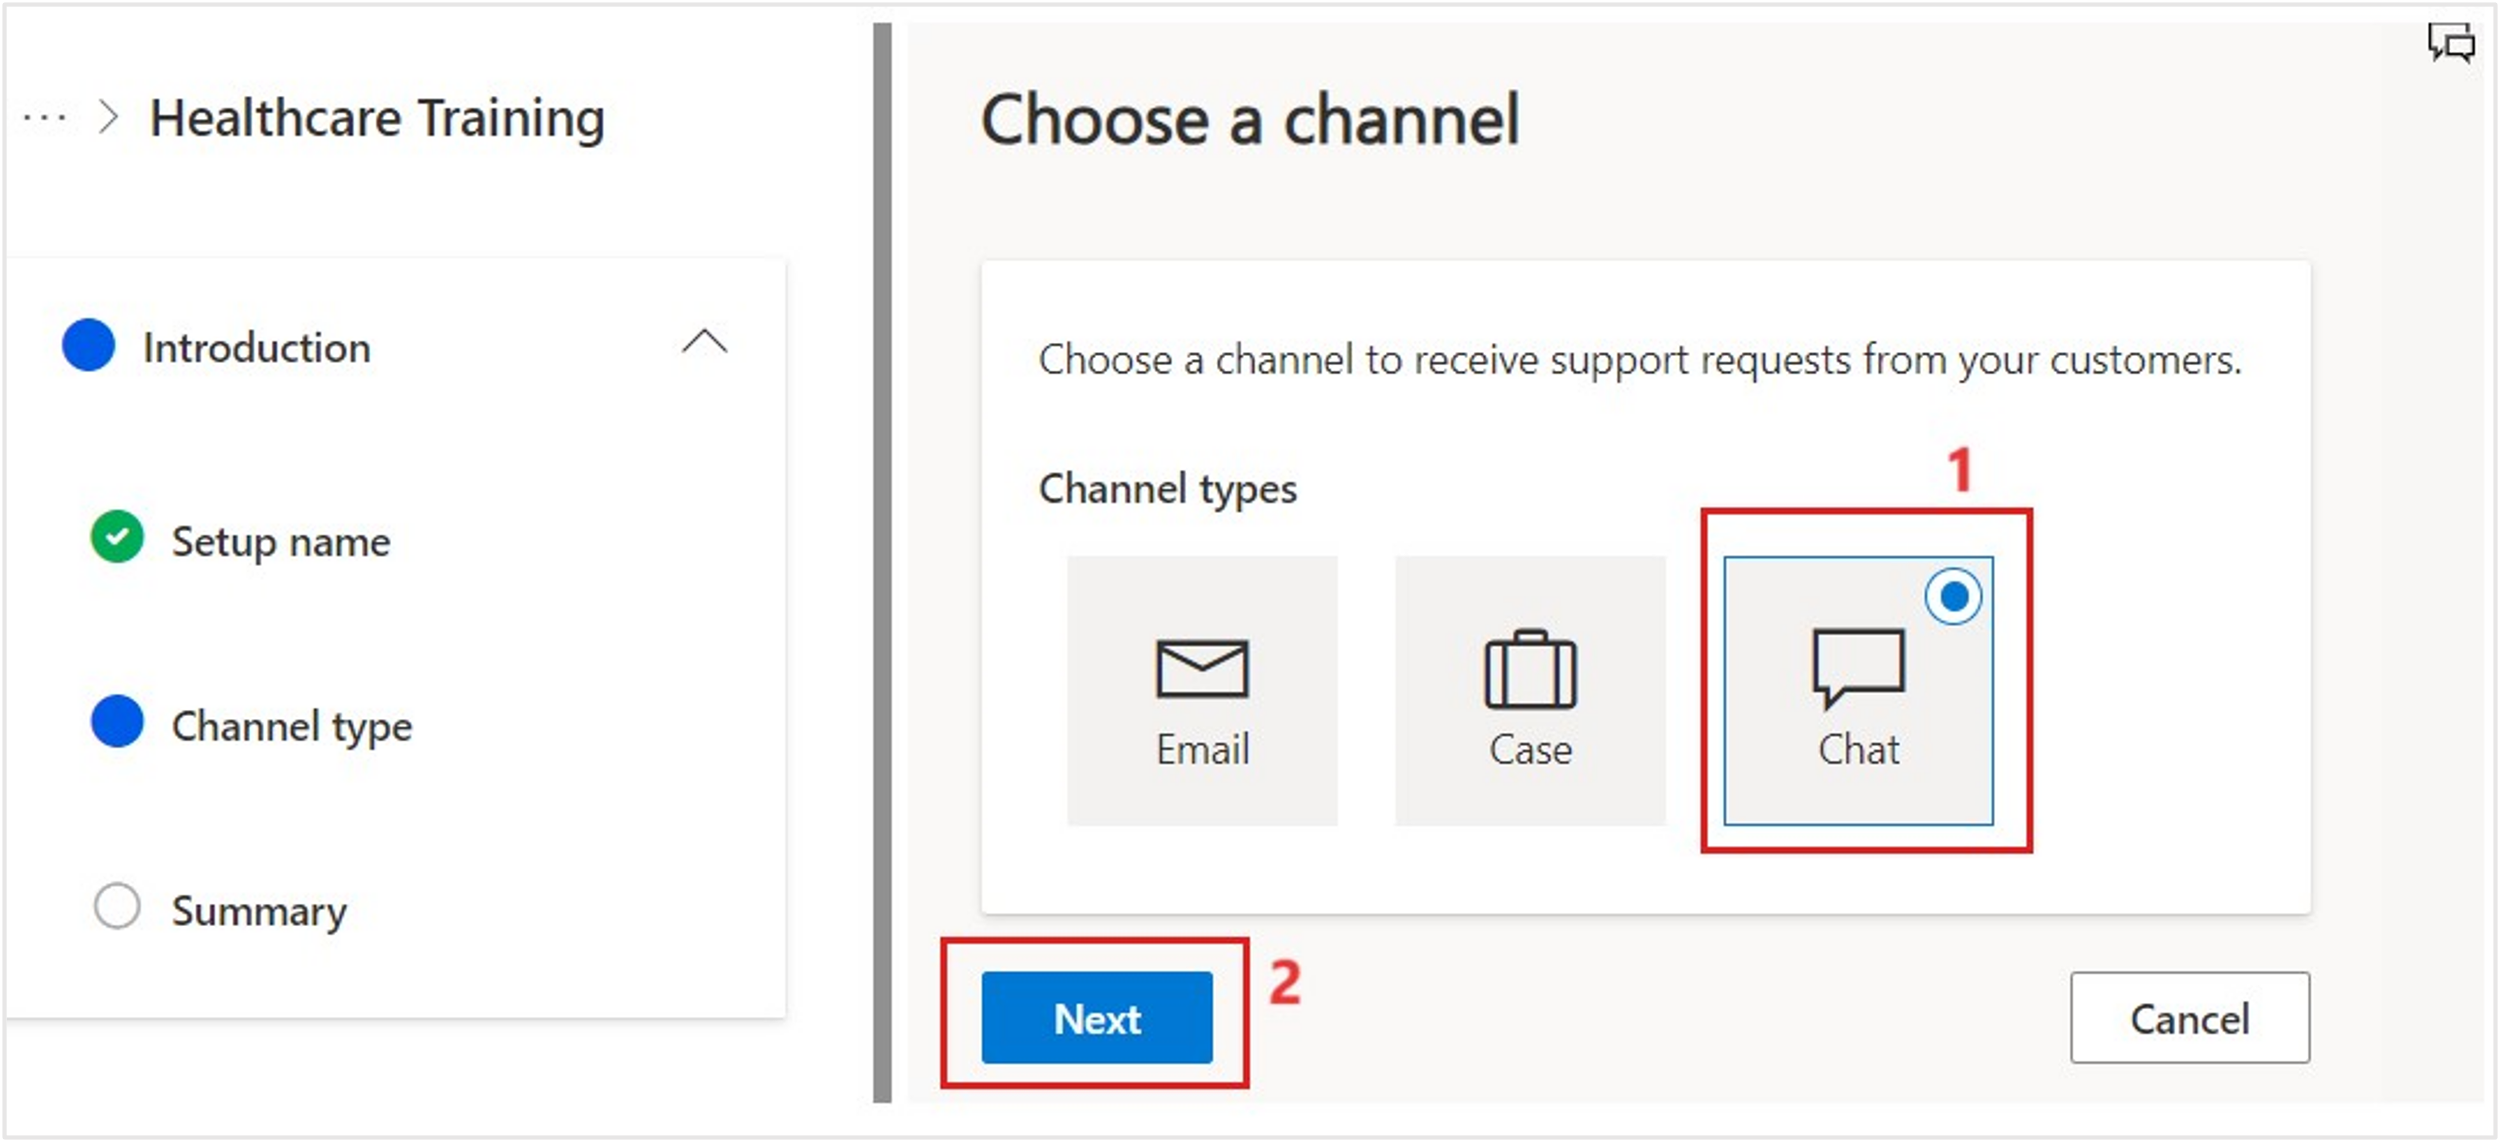 ··· > Healthcare Training
Introduction
Setup name
Channel type
Summary
Choose a channel
Choose a channel to receive support requests from your customers.
Channel types
1
Email
Case
Chat
Next
2
Cancel